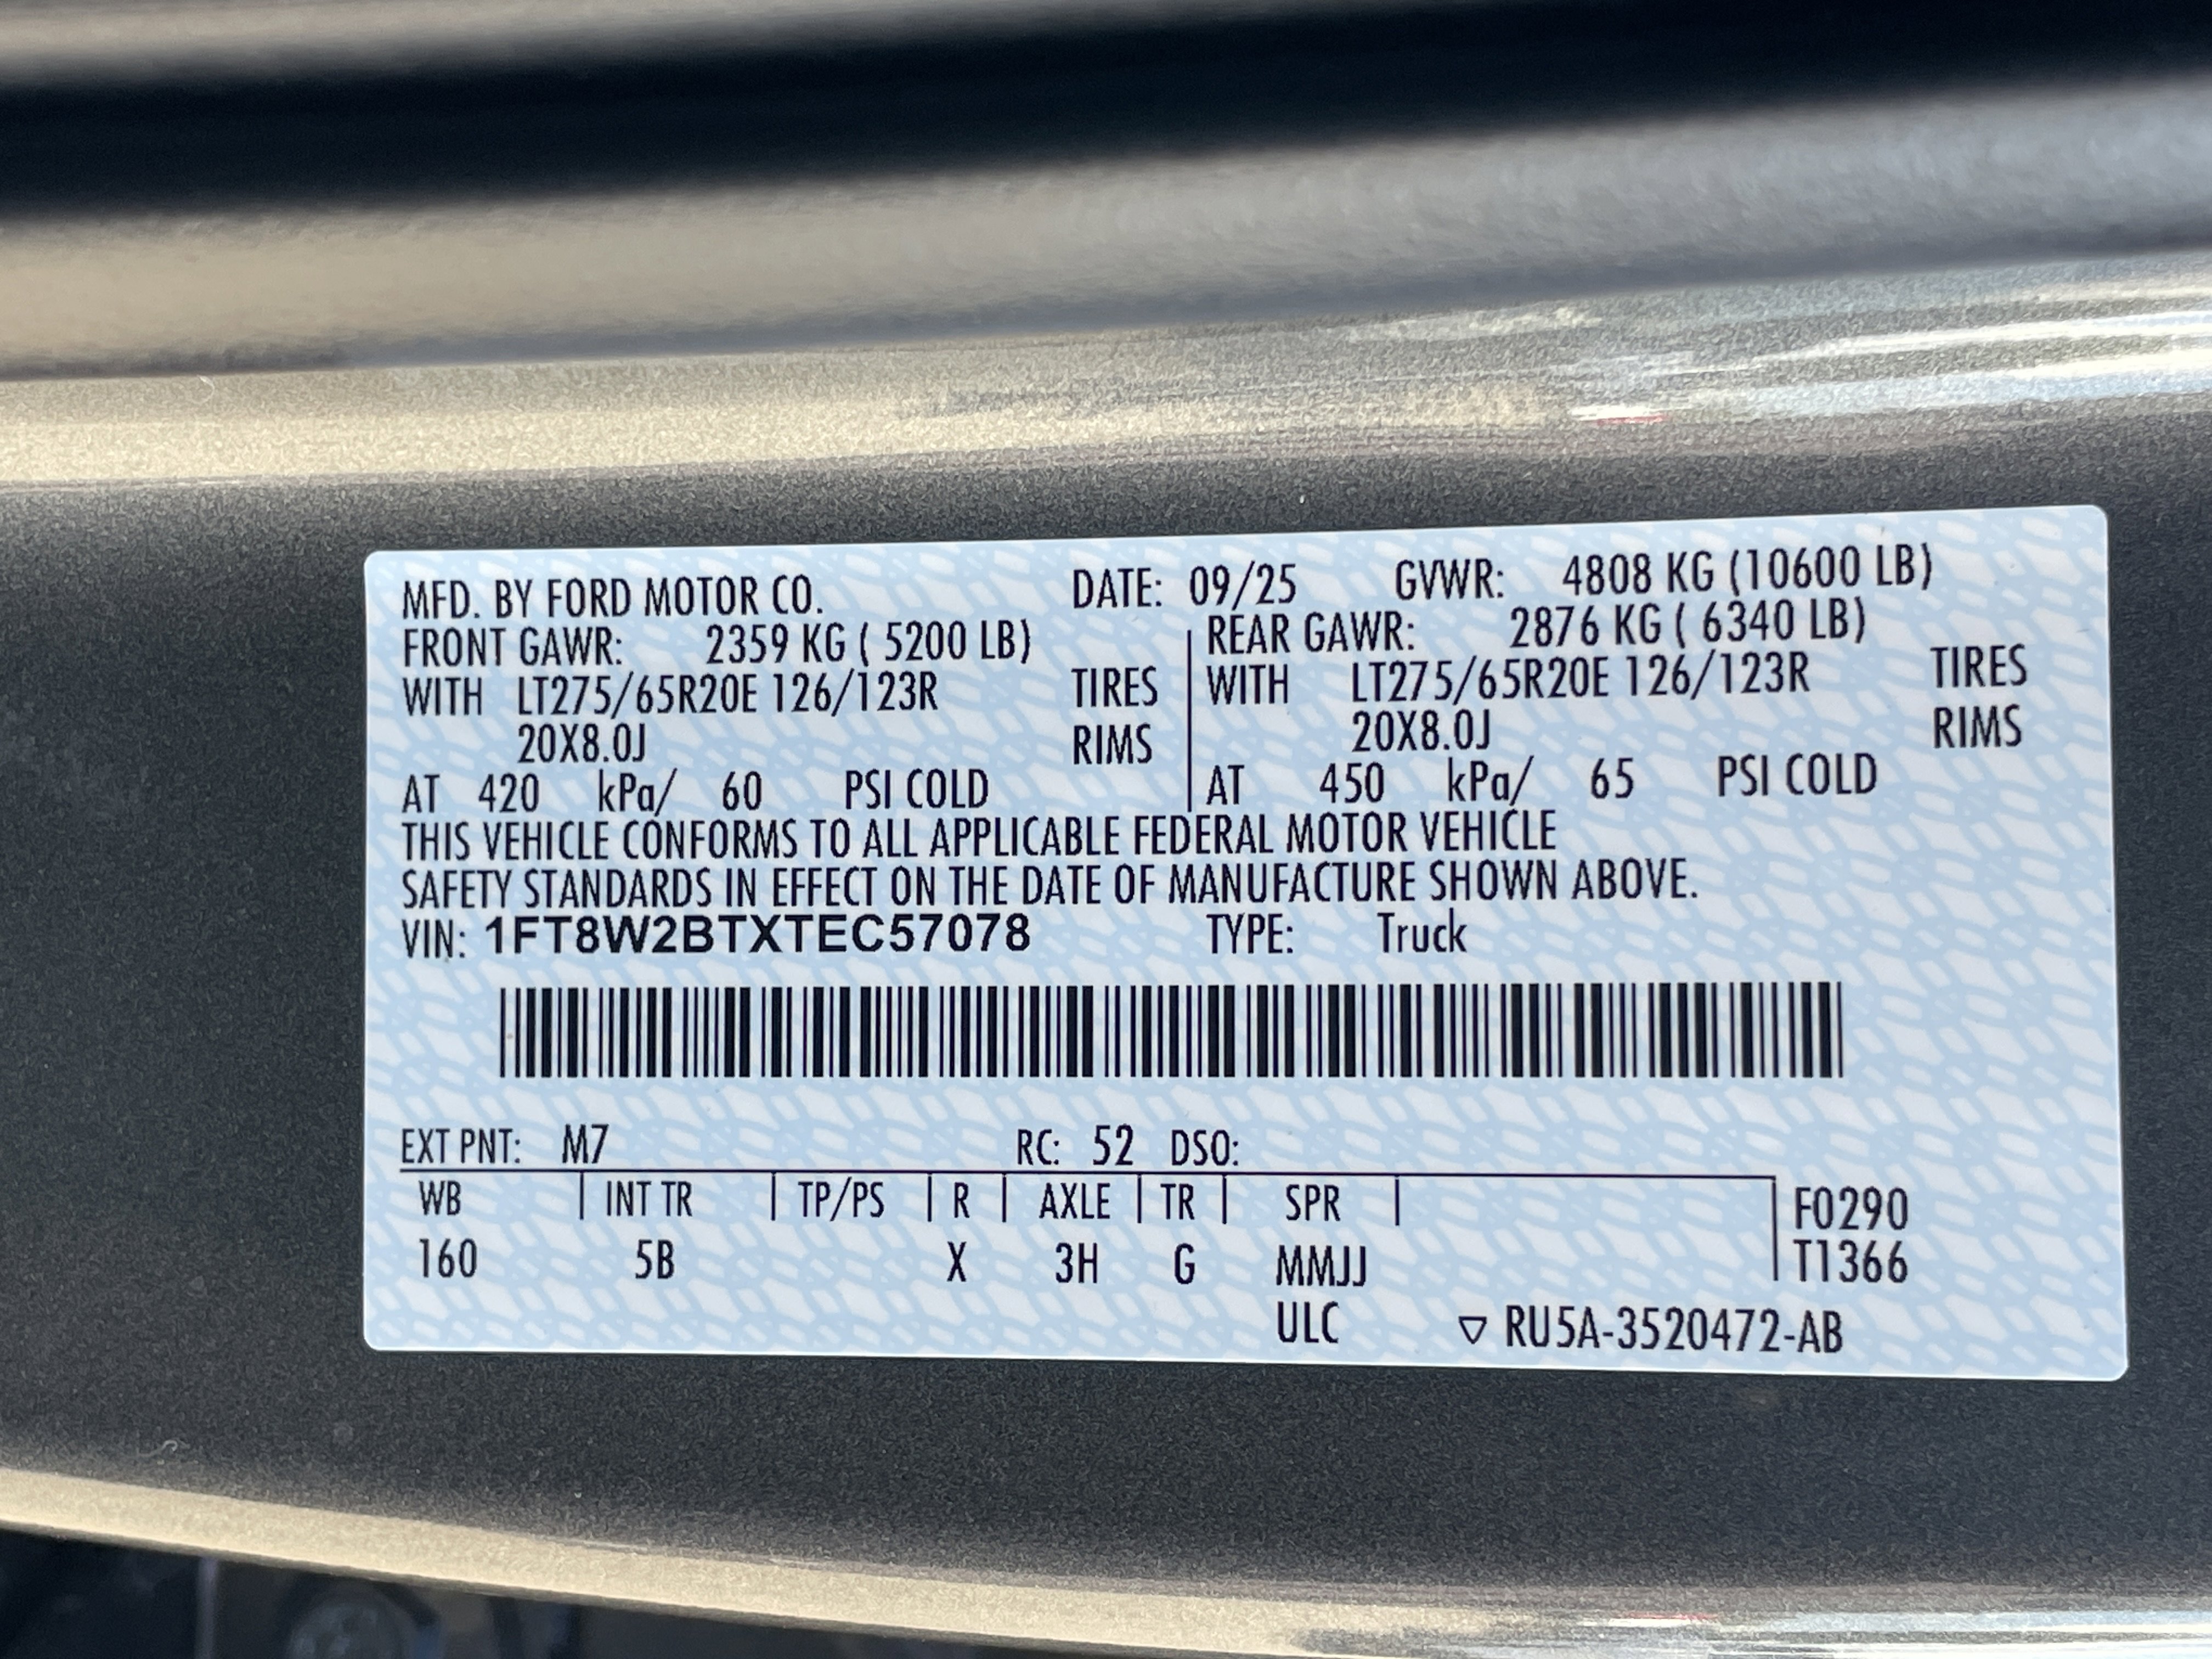 MFD. BY FORD MOTOR CO. DATE: 09/25 GVWR: 4808 KG (10600 LB)
FRONT GAWR: 2359 KG ( 5200 LB) REAR GAWR: 2876 KG ( 6340 LB)
WITH LT275/65R20E 126/123R TIRES WITH LT275/65R20E 126/123R TIRES
20X8.0J RIMS 20X8.0J RIMS
AT 420 kPa/ 60 PSI COLD AT 450 kPa/ 65 PSI COLD
THIS VEHICLE CONFORMS TO ALL APPLICABLE FEDERAL MOTOR VEHICLE
SAFETY STANDARDS IN EFFECT ON THE DATE OF MANUFACTURE SHOWN ABOVE.
VIN: 1FT8W2BTXTEC57078 TYPE: Truck
EXT PNT: M7 RC: 52 DSO:
WB INT TR TP/PS R AXLE TR SPR F0290
160 5B X 3H G MMJJ T1366
ULC ▽ RU5A-3520472-AB